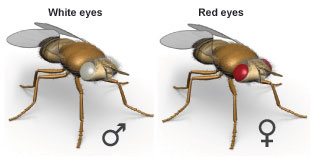 White eyes
Red eyes
♂
♀